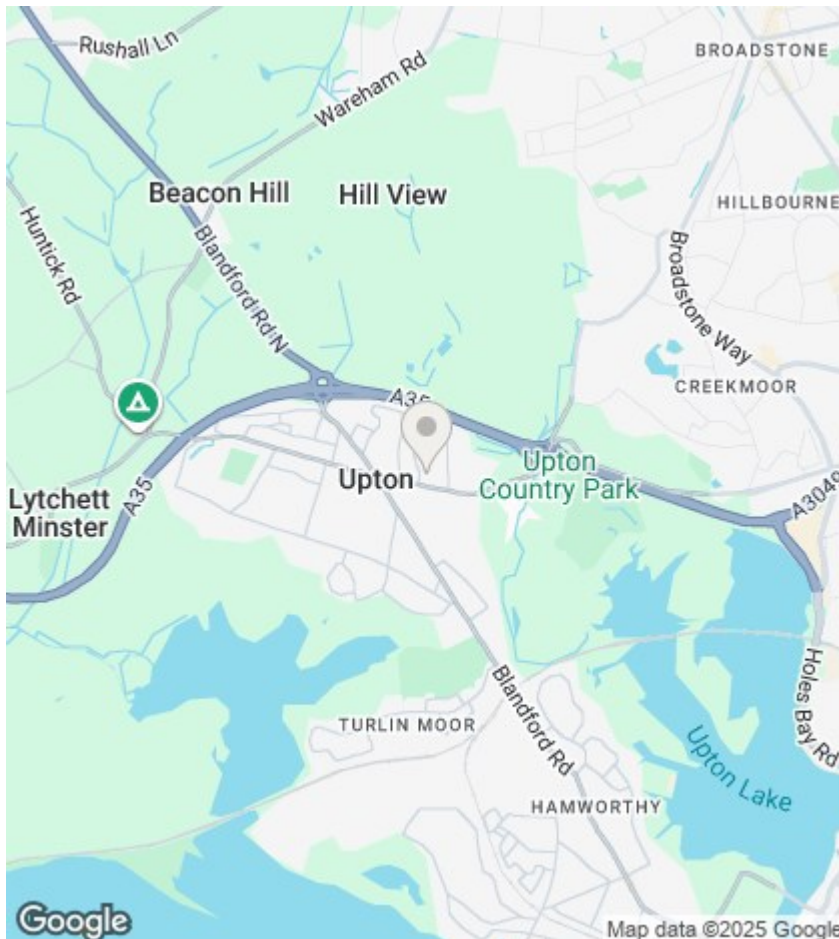 Rushall Ln
Wareham Rd
BROADSTONE
Beacon Hill
Hill View
HILLBOURNE
Huntick Rd
Blandford Rd N
Broadstone Way
A35
CREEKMOOR
Upton
Upton
Country Park
Lytchett
Minster
A35
A3049
TURLIN MOOR
Blandford Rd
Holes Bay Rd
Upton Lake
HAMWORTHY
Google
Map data ©2025 Google